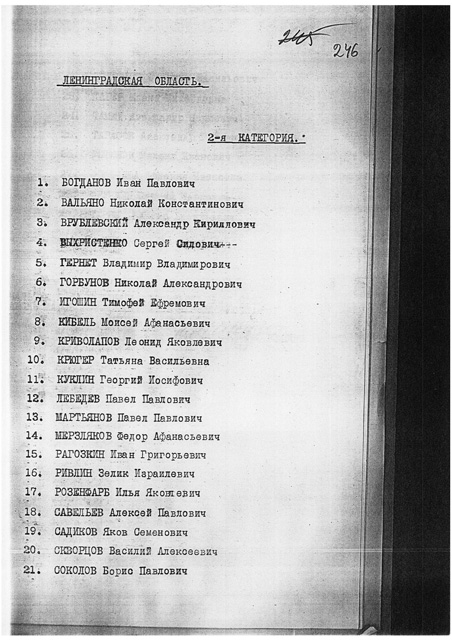 245
246
ЛЕНИНГРАДСКАЯ ОБЛАСТЬ.
2-я КАТЕГОРИЯ.
1. БОГДАНОВ Иван Павлович
2. ВАЛЬЯНО Николай Константинович
3. ВРУБЛЕВСКИЙ Александр Кириллович
4. ВЫХРИСТЕНКО Сергей Силович---
5. ГЕРНЕТ Владимир Владимирович
6. ГОРБУНОВ Николай Александрович
7. ИГОШИН Тимофей Ефремович
8. КИБЕЛЬ Моисей Афанасьевич
9. КРИВОЛАПОВ Леонид Яковлевич
10. КРЮГЕР Татьяна Васильевна
11. КУКЛИН Георгий Иосифович
12. ЛЕБЕДЕВ Павел Павлович
13. МАРТЬЯНОВ Павел Павлович
14. МЕРЗЛЯКОВ Федор Афанасьевич
15. РАГОЗКИН Иван Григорьевич
16. РИВЛИН Зелик Израилевич
17. РОЗЕНФАРБ Илья Яковлевич
18. САВЕЛЬЕВ Алексей Павлович
19. САДИКОВ Яков Семенович
20. СКВОРЦОВ Василий Алексеевич
21. СОКОЛОВ Борис Павлович